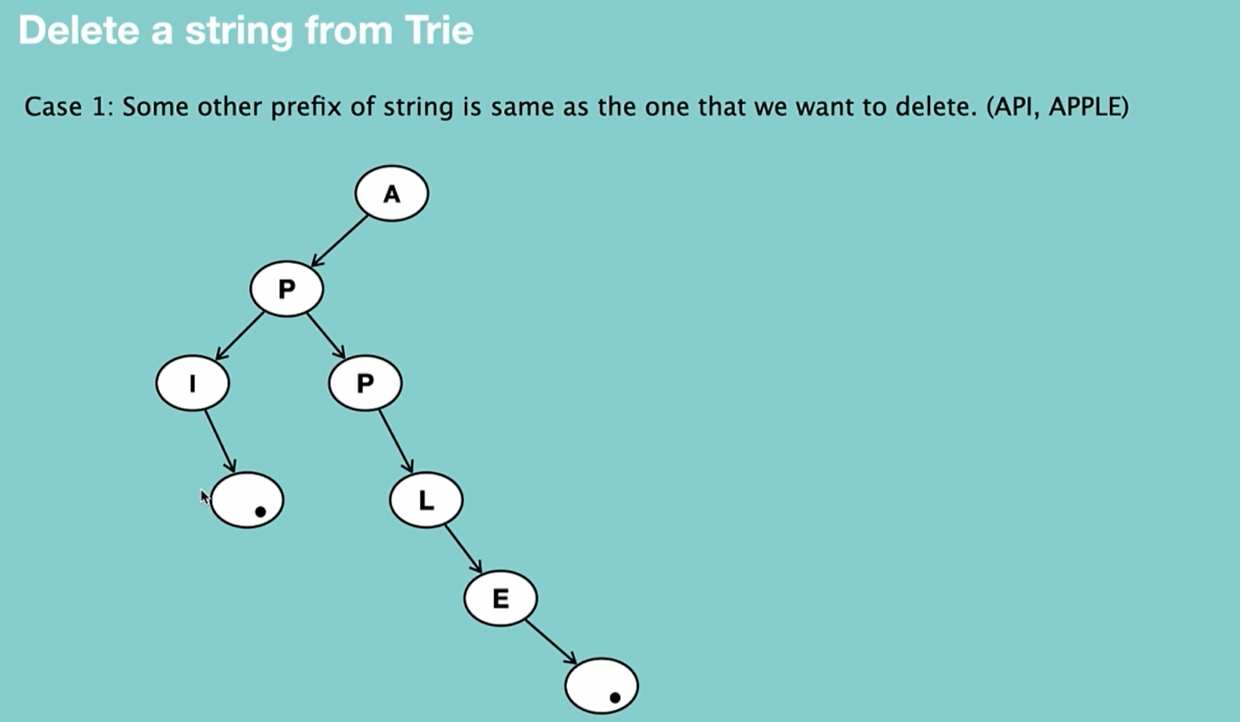 Delete a string from Trie
Case 1: Some other prefix of string is same as the one that we want to delete. (API, APPLE)
A
P
I
P
L
E